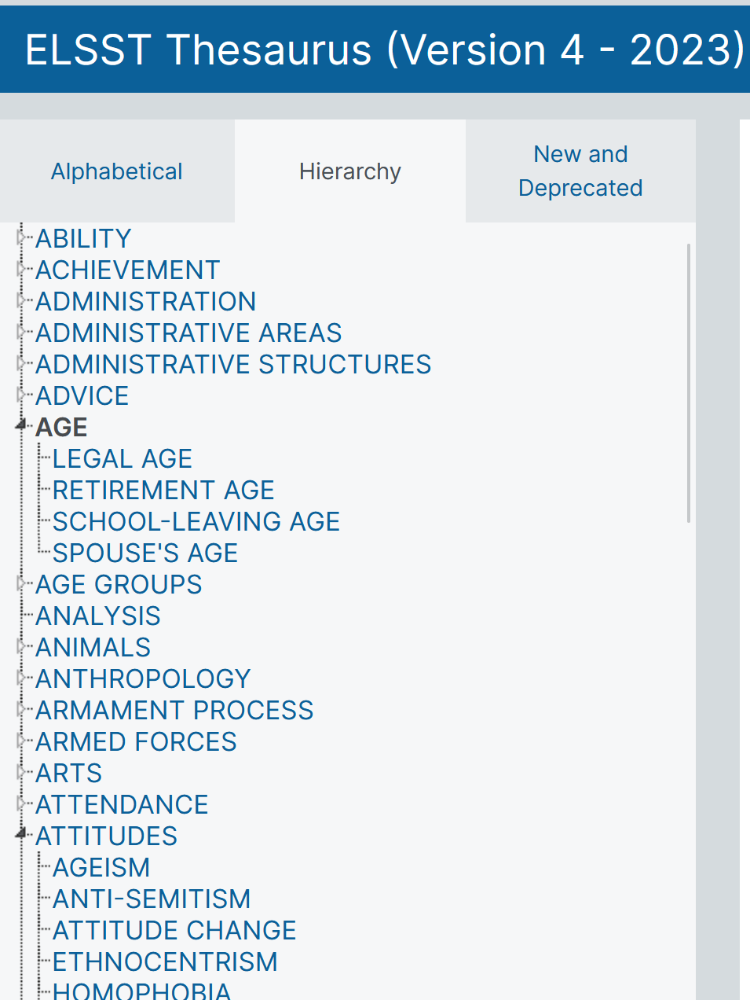 ELSST Thesaurus (Version 4 - 2023)
Alphabetical
Hierarchy
New and
Deprecated
ABILITY
ACHIEVEMENT
ADMINISTRATION
ADMINISTRATIVE AREAS
ADMINISTRATIVE STRUCTURES
ADVICE
AGE
LEGAL AGE
RETIREMENT AGE
SCHOOL-LEAVING AGE
SPOUSE'S AGE
AGE GROUPS
ANALYSIS
ANIMALS
ANTHROPOLOGY
ARMAMENT PROCESS
ARMED FORCES
ARTS
ATTENDANCE
ATTITUDES
AGEISM
ANTI-SEMITISM
ATTITUDE CHANGE
ETHNOCENTRISM
HOMOPHOBIA